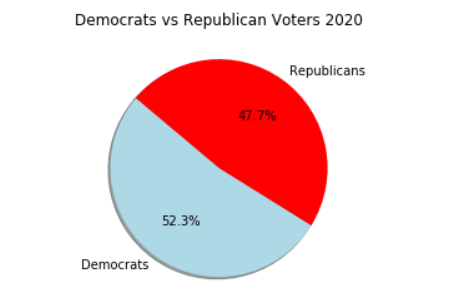 Democrats vs Republican Voters 2020
Republicans
47.7%
52.3%
Democrats